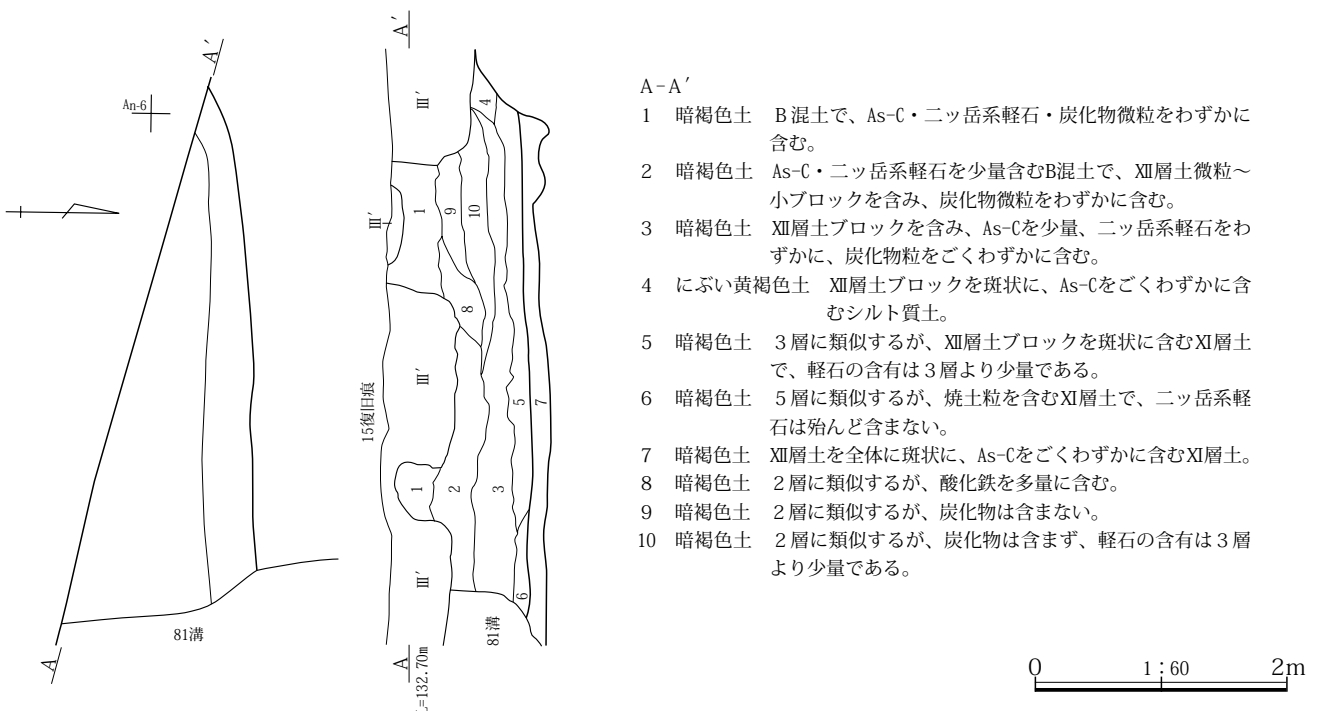 A′
An-6
81溝
A
A′
Ⅲ′
4
Ⅲ′
1
9
10
8
Ⅲ′
5
7
15復旧痕
1
2
3
Ⅲ′
6
81溝
A
L=132.70m
A-A′
1 暗褐色土 B混土で、As-C・二ッ岳系軽石・炭化物微粒をわずかに
含む。
2 暗褐色土 As-C・二ッ岳系軽石を少量含むB混土で、Ⅻ層土微粒～
小ブロックを含み、炭化物微粒をわずかに含む。
3 暗褐色土 Ⅻ層土ブロックを含み、As-Cを少量、二ッ岳系軽石をわ
ずかに、炭化物粒をごくわずかに含む。
4 にぶい黄褐色土 Ⅻ層土ブロックを斑状に、As-Cをごくわずかに含
むシルト質土。
5 暗褐色土 3層に類似するが、Ⅻ層土ブロックを斑状に含むⅪ層土
で、軽石の含有は3層より少量である。
6 暗褐色土 5層に類似するが、焼土粒を含むⅪ層土で、二ッ岳系軽
石は殆んど含まない。
7 暗褐色土 Ⅻ層土を全体に斑状に、As-Cをごくわずかに含むⅪ層土。
8 暗褐色土 2層に類似するが、酸化鉄を多量に含む。
9 暗褐色土 2層に類似するが、炭化物は含まない。
10 暗褐色土 2層に類似するが、炭化物は含まず、軽石の含有は3層
より少量である。
0 1：60 2m